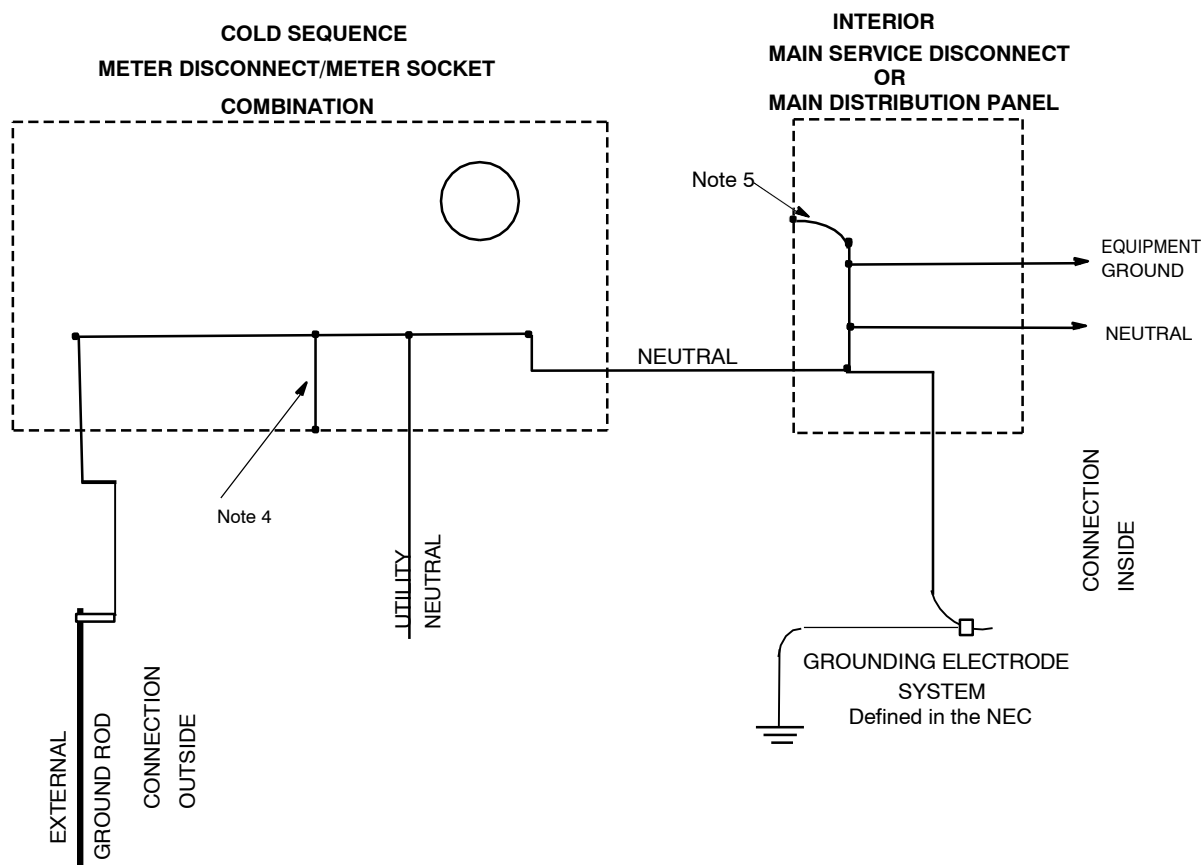 COLD SEQUENCE
METER DISCONNECT/METER SOCKET
COMBINATION
INTERIOR
MAIN SERVICE DISCONNECT
OR
MAIN DISTRIBUTION PANEL
Note 5
EQUIPMENT
GROUND
NEUTRAL
NEUTRAL
Note 4
UTILITY
NEUTRAL
CONNECTION
INSIDE
GROUNDING ELECTRODE
SYSTEM
Defined in the NEC
EXTERNAL
GROUND ROD
CONNECTION
OUTSIDE